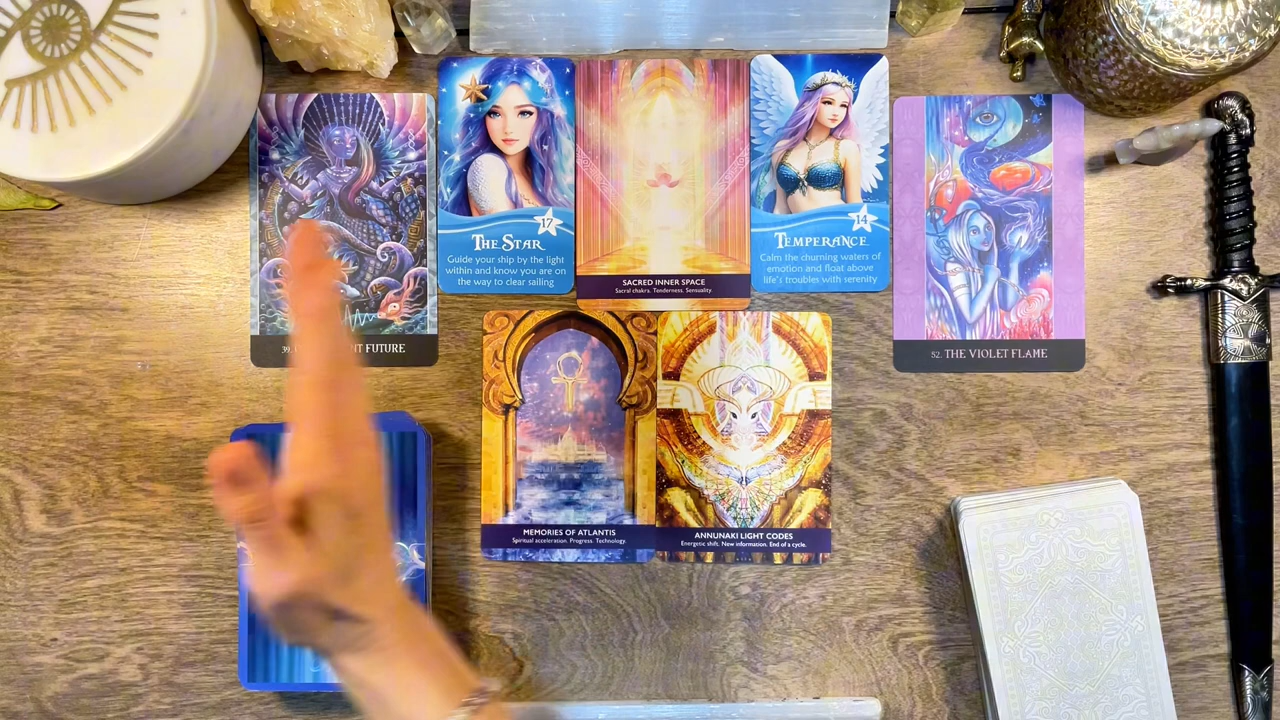 39.
NT FUTURE
17
THE STAR
Guide your ship by the light
within and know you are on
the way to clear sailing
SACRED INNER SPACE
Sacral chakra. Tenderness. Sensuality.
14
TEMPERANCE
Calm the churning waters of
emotion and float above
life's troubles with serenity
52. THE VIOLET FLAME
MEMORIES OF ATLANTIS
Spiritual acceleration. Progress. Technology.
ANNUNAKI LIGHT CODES
Energetic shift. New information. End of a cycle.